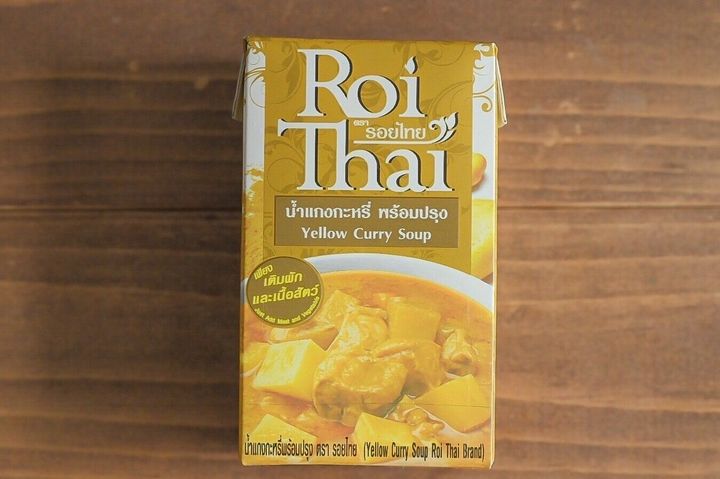 Roi
ตรา รอยไทย
Thai
น้ำแกงกะหรี่ พร้อมปรุง
Yellow Curry Soup
เพียง
เติมผัก
และเนื้อสัตว์
Just Add Meat and Vegetable
น้ำแกงกะหรี่พร้อมปรุง ตรา รอยไทย (Yellow Curry Soup Roi Thai Brand)